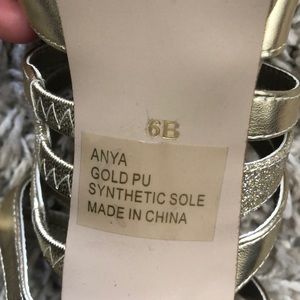 6B
ANYA
GOLD PU
SYNTHETIC SOLE
MADE IN CHINA